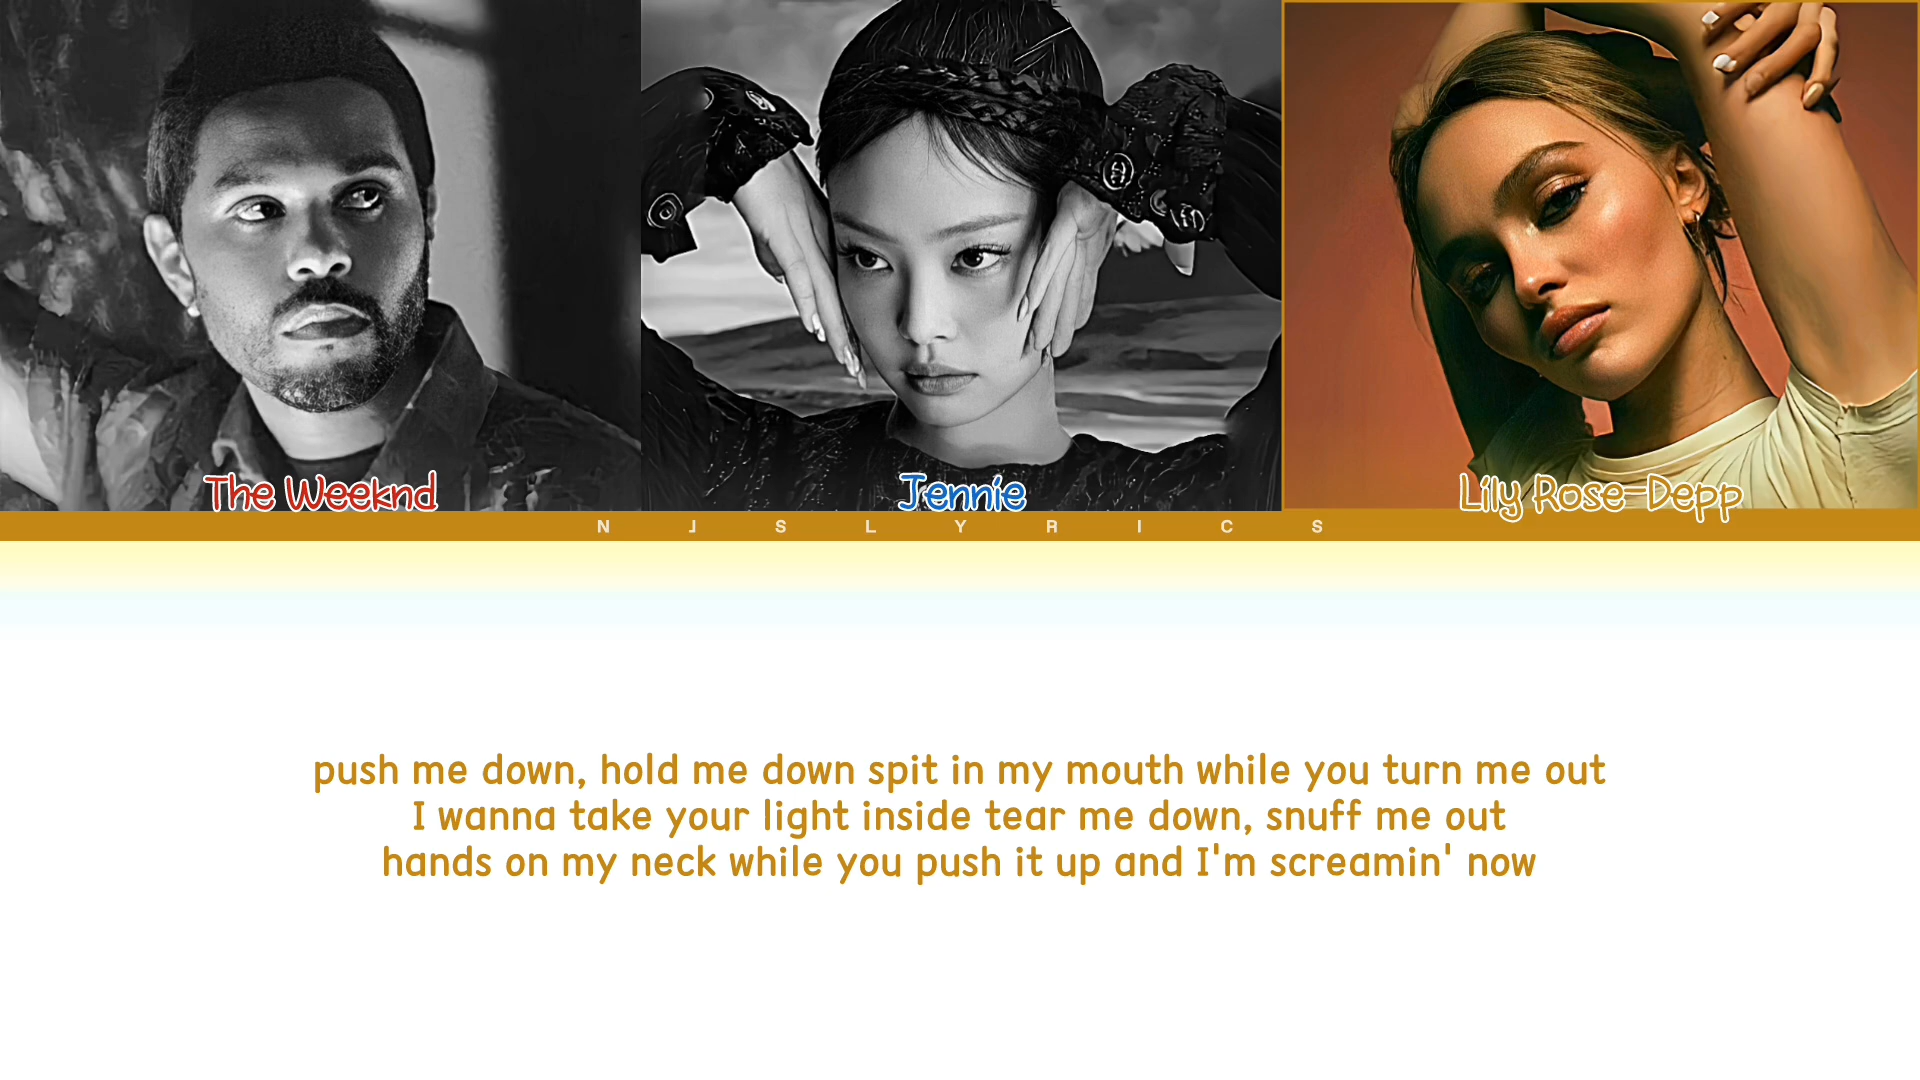 The Weeknd
Jennie
Lily Rose-Depp
N J S L Y R I C S
push me down, hold me down spit in my mouth while you turn me out
I wanna take your light inside tear me down, snuff me out
hands on my neck while you push it up and I'm screamin' now